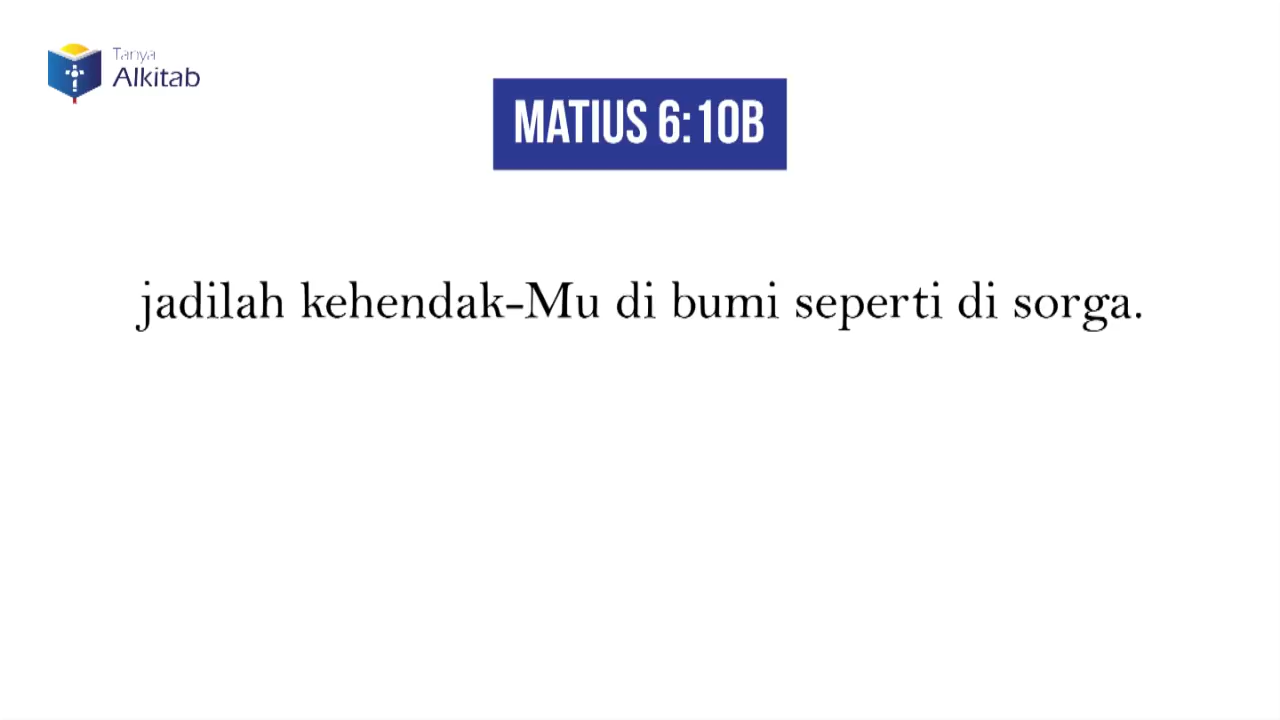 Tanya
Alkitab
MATIUS 6:10B
jadilah kehendak-Mu di bumi seperti di sorga.